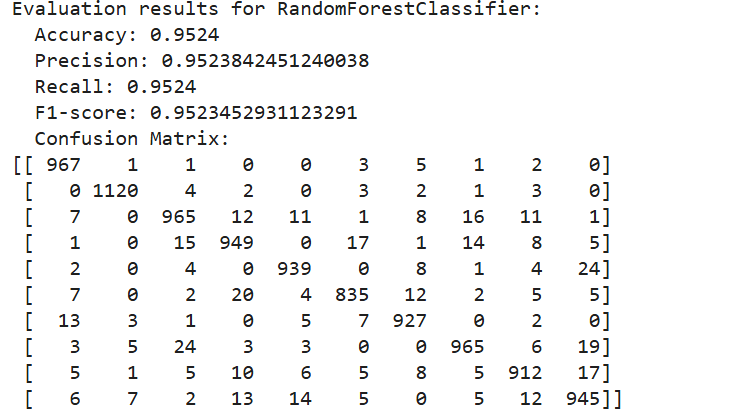 Evaluation results for RandomForestClassifier:
  Accuracy: 0.9524
  Precision: 0.9523842451240038
  Recall: 0.9524
  F1-score: 0.9523452931123291
  Confusion Matrix:
[[ 967    1    1    0    0    3    5    1    2    0]
 [   0 1120    4    2    0    3    2    1    3    0]
 [   7    0  965   12   11    1    8   16   11    1]
 [   1    0   15  949    0   17    1   14    8    5]
 [   2    0    4    0  939    0    8    1    4   24]
 [   7    0    2   20    4  835   12    2    5    5]
 [  13    3    1    0    5    7  927    0    2    0]
 [   3    5   24    3    3    0    0  965    6   19]
 [   5    1    5   10    6    5    8    5  912   17]
 [   6    7    2   13   14    5    0    5   12  945]]